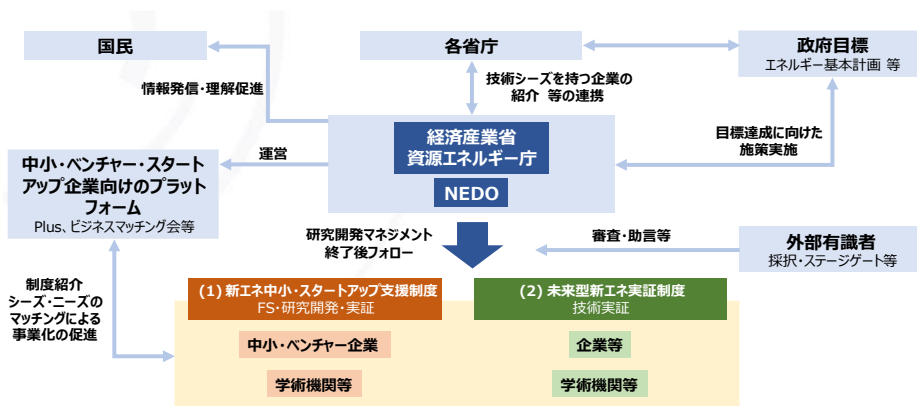 国民
各省庁
政府目標
エネルギー基本計画 等
情報発信・理解促進
技術シーズを持つ企業の
紹介 等の連携
経済産業省
資源エネルギー庁
NEDO
目標達成に向けた
施策実施
運営
中小・ベンチャー・スタート
アップ企業向けのプラット
フォーム
Plus、ビジネスマッチング会等
研究開発マネジメント
終了後フォロー
審査・助言等
外部有識者
採択・ステージゲート等
制度紹介
シーズ・ニーズの
マッチングによる
事業化の促進
(1) 新エネ中小・スタートアップ支援制度
FS・研究開発・実証
(2) 未来型新エネ実証制度
技術実証
中小・ベンチャー企業
企業等
学術機関等
学術機関等